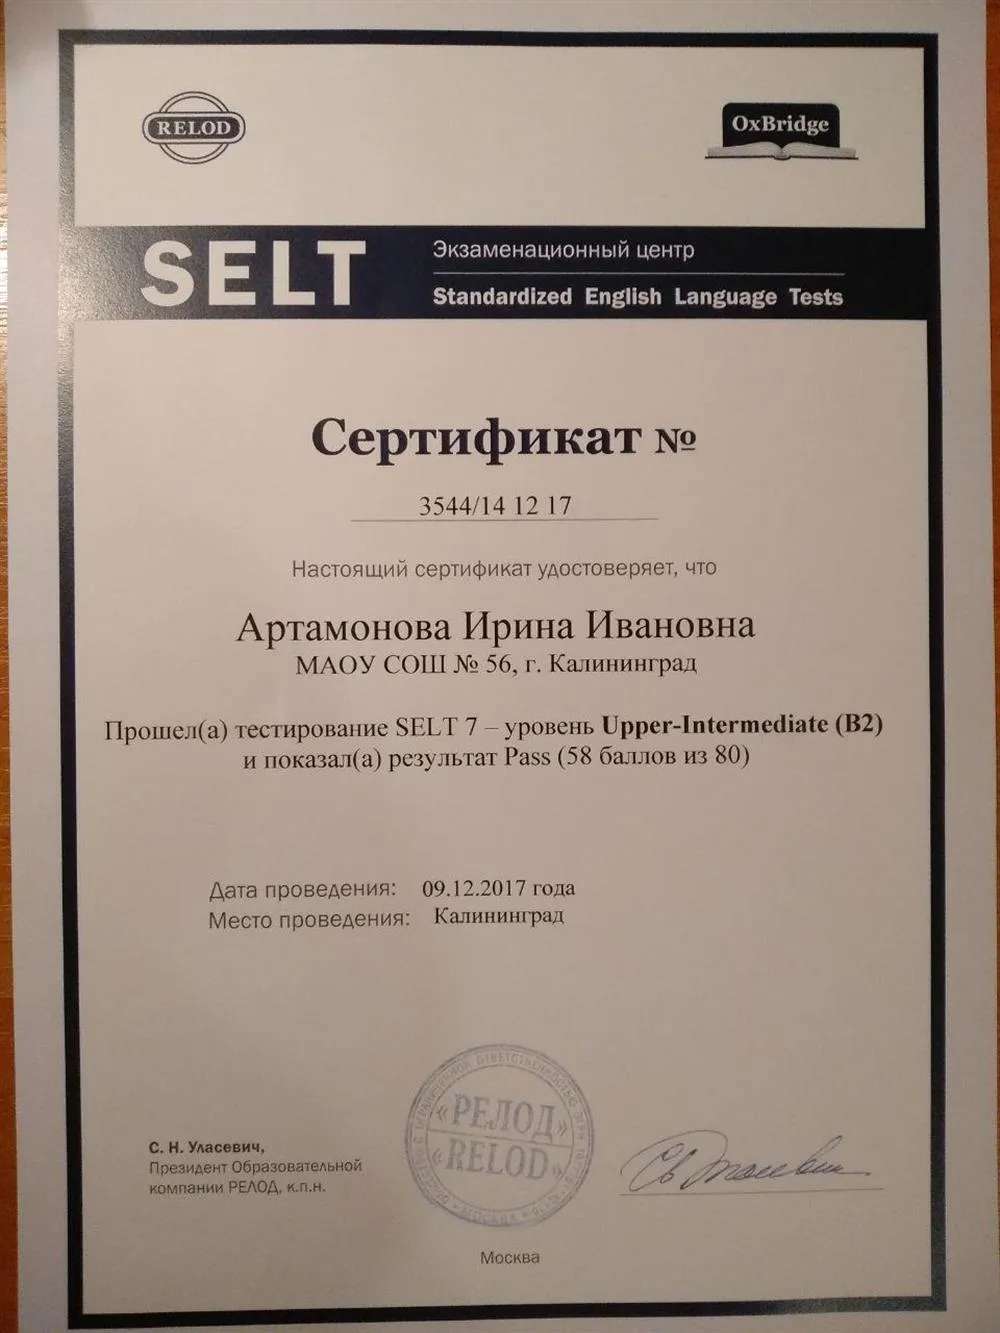 RELOD
OxBridge
SELT
Экзаменационный центр
Standardized English Language Tests
Сертификат №
3544/14 12 17
Настоящий сертификат удостоверяет, что
Артамонова Ирина Ивановна
МАОУ СОШ № 56, г. Калининград
Прошел(а) тестирование SELT 7 – уровень Upper-Intermediate (B2)
и показал(а) результат Pass (58 баллов из 80)
Дата проведения: 09.12.2017 года
Место проведения: Калининград
С. Н. Уласевич,
Президент Образовательной
компании РЕЛОД, к.п.н.
«РЕЛОД»
«RELOD»
МОСКВА
Москва